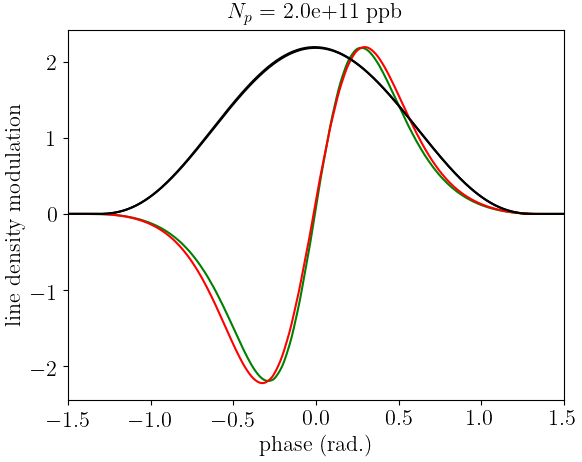 N_p = 2.0e+11 ppb
line density modulation
2
1
0
−1
−2
−1.5 −1.0 −0.5 0.0 0.5 1.0 1.5
phase (rad.)